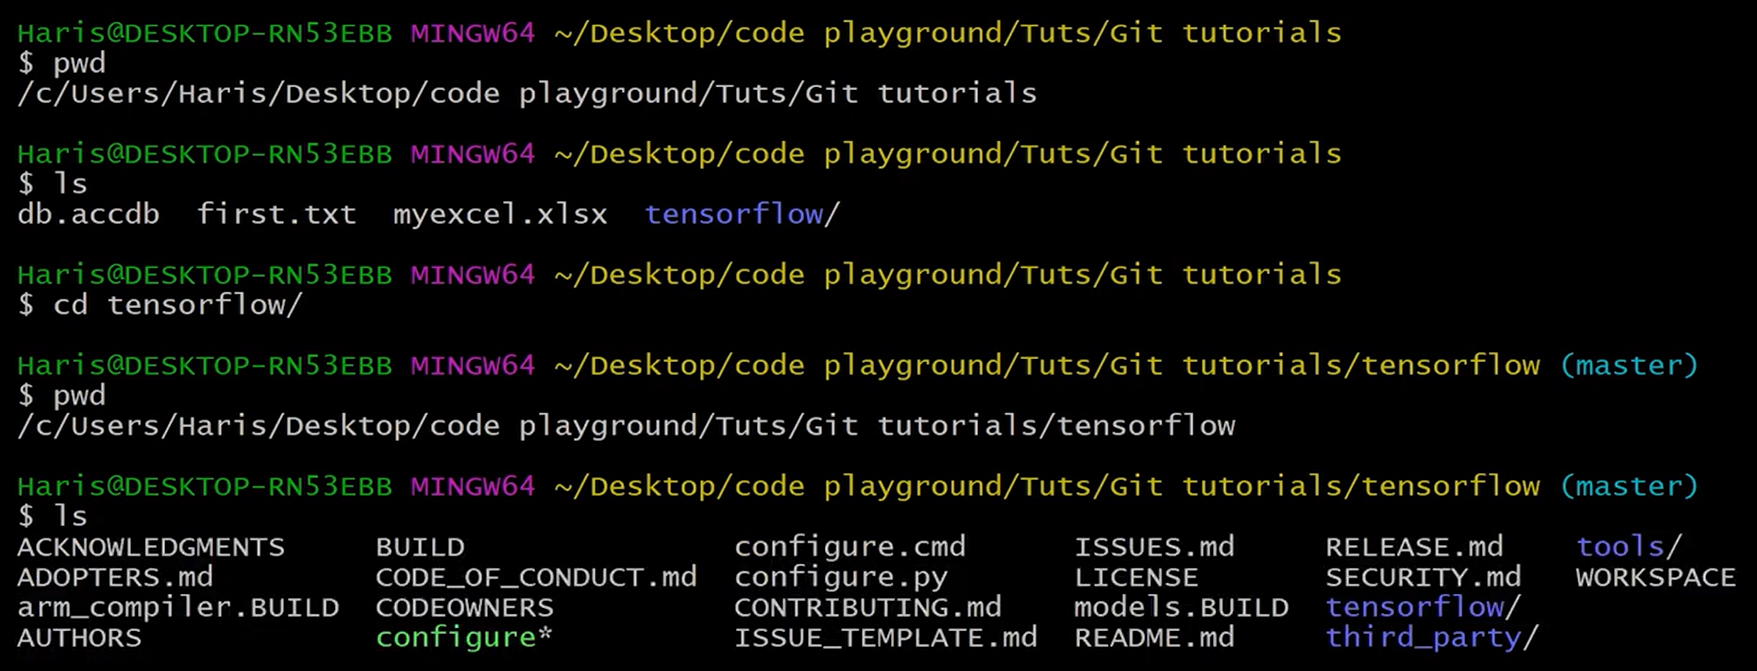 Haris@DESKTOP-RN53EBB MINGW64 ~/Desktop/code playground/Tuts/Git tutorials
$ pwd
/c/Users/Haris/Desktop/code playground/Tuts/Git tutorials
Haris@DESKTOP-RN53EBB MINGW64 ~/Desktop/code playground/Tuts/Git tutorials
$ ls
db.accdb  first.txt  myexcel.xlsx  tensorflow/
Haris@DESKTOP-RN53EBB MINGW64 ~/Desktop/code playground/Tuts/Git tutorials
$ cd tensorflow/
Haris@DESKTOP-RN53EBB MINGW64 ~/Desktop/code playground/Tuts/Git tutorials/tensorflow (master)
$ pwd
/c/Users/Haris/Desktop/code playground/Tuts/Git tutorials/tensorflow
Haris@DESKTOP-RN53EBB MINGW64 ~/Desktop/code playground/Tuts/Git tutorials/tensorflow (master)
$ ls
ACKNOWLEDGMENTS     BUILD               configure.cmd      ISSUES.md     RELEASE.md    tools/
ADOPTERS.md         CODE_OF_CONDUCT.md  configure.py       LICENSE       SECURITY.md   WORKSPACE
arm_compiler.BUILD  CODEOWNERS          CONTRIBUTING.md    models.BUILD  tensorflow/
AUTHORS             configure*          ISSUE_TEMPLATE.md  README.md     third_party/